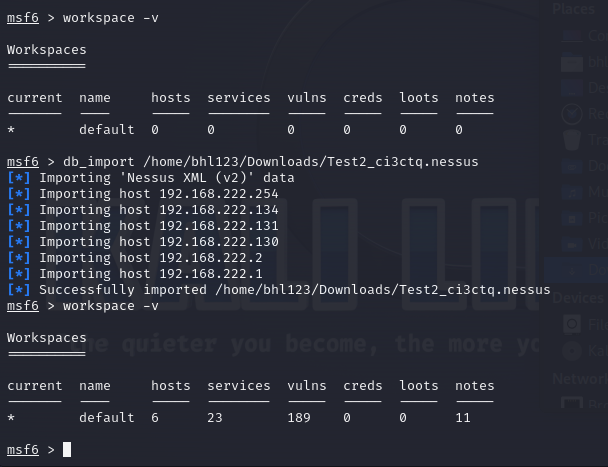 msf6 > workspace -v
Workspaces
==========
current name hosts services vulns creds loots notes
------- ---- ----- -------- ----- ----- ----- -----
* default 0 0 0 0 0 0
msf6 > db_import /home/bhl123/Downloads/Test2_ci3ctq.nessus
[*] Importing 'Nessus XML (v2)' data
[*] Importing host 192.168.222.254
[*] Importing host 192.168.222.134
[*] Importing host 192.168.222.131
[*] Importing host 192.168.222.130
[*] Importing host 192.168.222.2
[*] Importing host 192.168.222.1
[*] Successfully imported /home/bhl123/Downloads/Test2_ci3ctq.nessus
msf6 > workspace -v
Workspaces
==========
current name hosts services vulns creds loots notes
------- ---- ----- -------- ----- ----- ----- -----
* default 6 23 189 0 0 11
msf6 >
the quieter you become, the more yo
Places
Devices
Networ